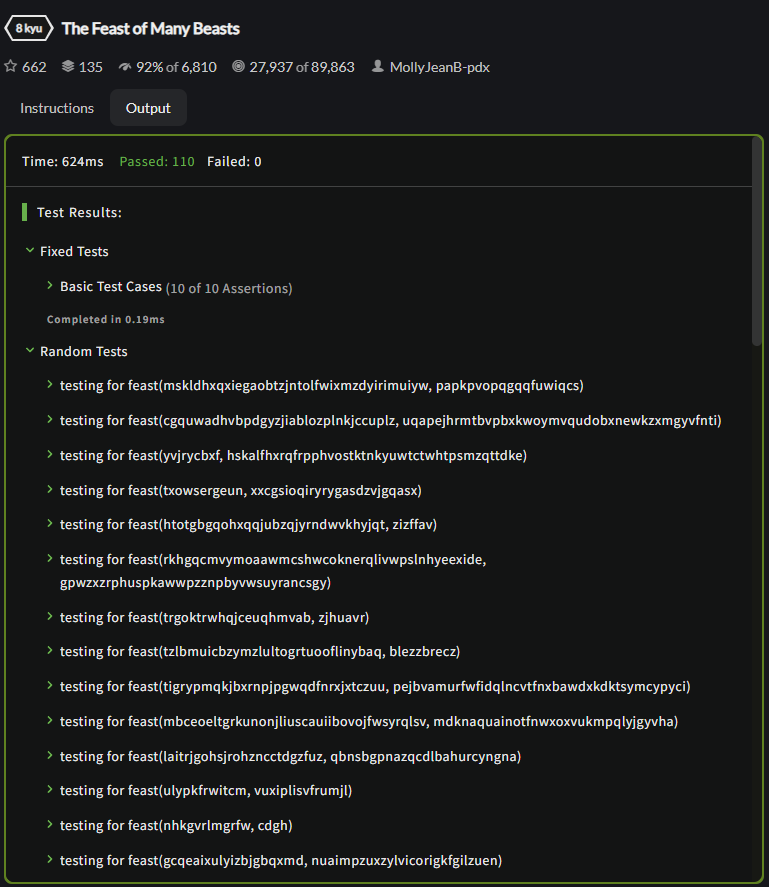 8 kyu The Feast of Many Beasts
662 135 92% of 6,810 27,937 of 89,863 MollyJeanB-pdx
Instructions Output
Time: 624ms Passed: 110 Failed: 0
Test Results:
Fixed Tests
Basic Test Cases (10 of 10 Assertions)
Completed in 0.19ms
Random Tests
testing for feast(mskldhxqxiegaobtzjntolfwixmzdyirimuiyw, papkpvopqgqqfuwiqcs)
testing for feast(cgquwadhvbpdgyzjiablozplnkjccuplz, uqapejhrmtbvpbxkwoymvqudobxnewkzxmgyvfnti)
testing for feast(yvjrycbxf, hskalfhxrqfrpphvostktnkyuwtctwhtpsmzqttdke)
testing for feast(txowsergeun, xxcgsioqiryrygasdzvjgqasx)
testing for feast(htotgbgqohxqqjubzqjyrndwvkhyjqt, zizffav)
testing for feast(rkhgqcmvymoaawmcshwcoknerqlivwpslnhyeexide,
gpwzxzrphuspkawwpzznpbyvwsuyrancsgy)
testing for feast(trgoktrwhqjceuqhmvab, zjhuavr)
testing for feast(tzlbmuicbzymzlultogrtuooflinybaq, blezzbrecz)
testing for feast(tigrypmqkjbxrnpjpgwqdfnrxjxtczuu, pejbvamurfwfidqlncvtfnxbawdxkdktsymcypyci)
testing for feast(mbceoeltgrkunonjliuscauiibovojfwsyrqlsv, mdknaquainotfnwxoxvukmpqlyjgyvha)
testing for feast(laitrjgohsjrohzncctdgzfuz, qbnsbgpnazqcdlbahurcyngna)
testing for feast(ulypkfrwitcm, vuxiplisvfrumjl)
testing for feast(nhkgvrlmgrfw, cdgh)
testing for feast(gcqeaixulyizbjgbqxmd, nuaimpzuxzylvicorigkfgilzuen)